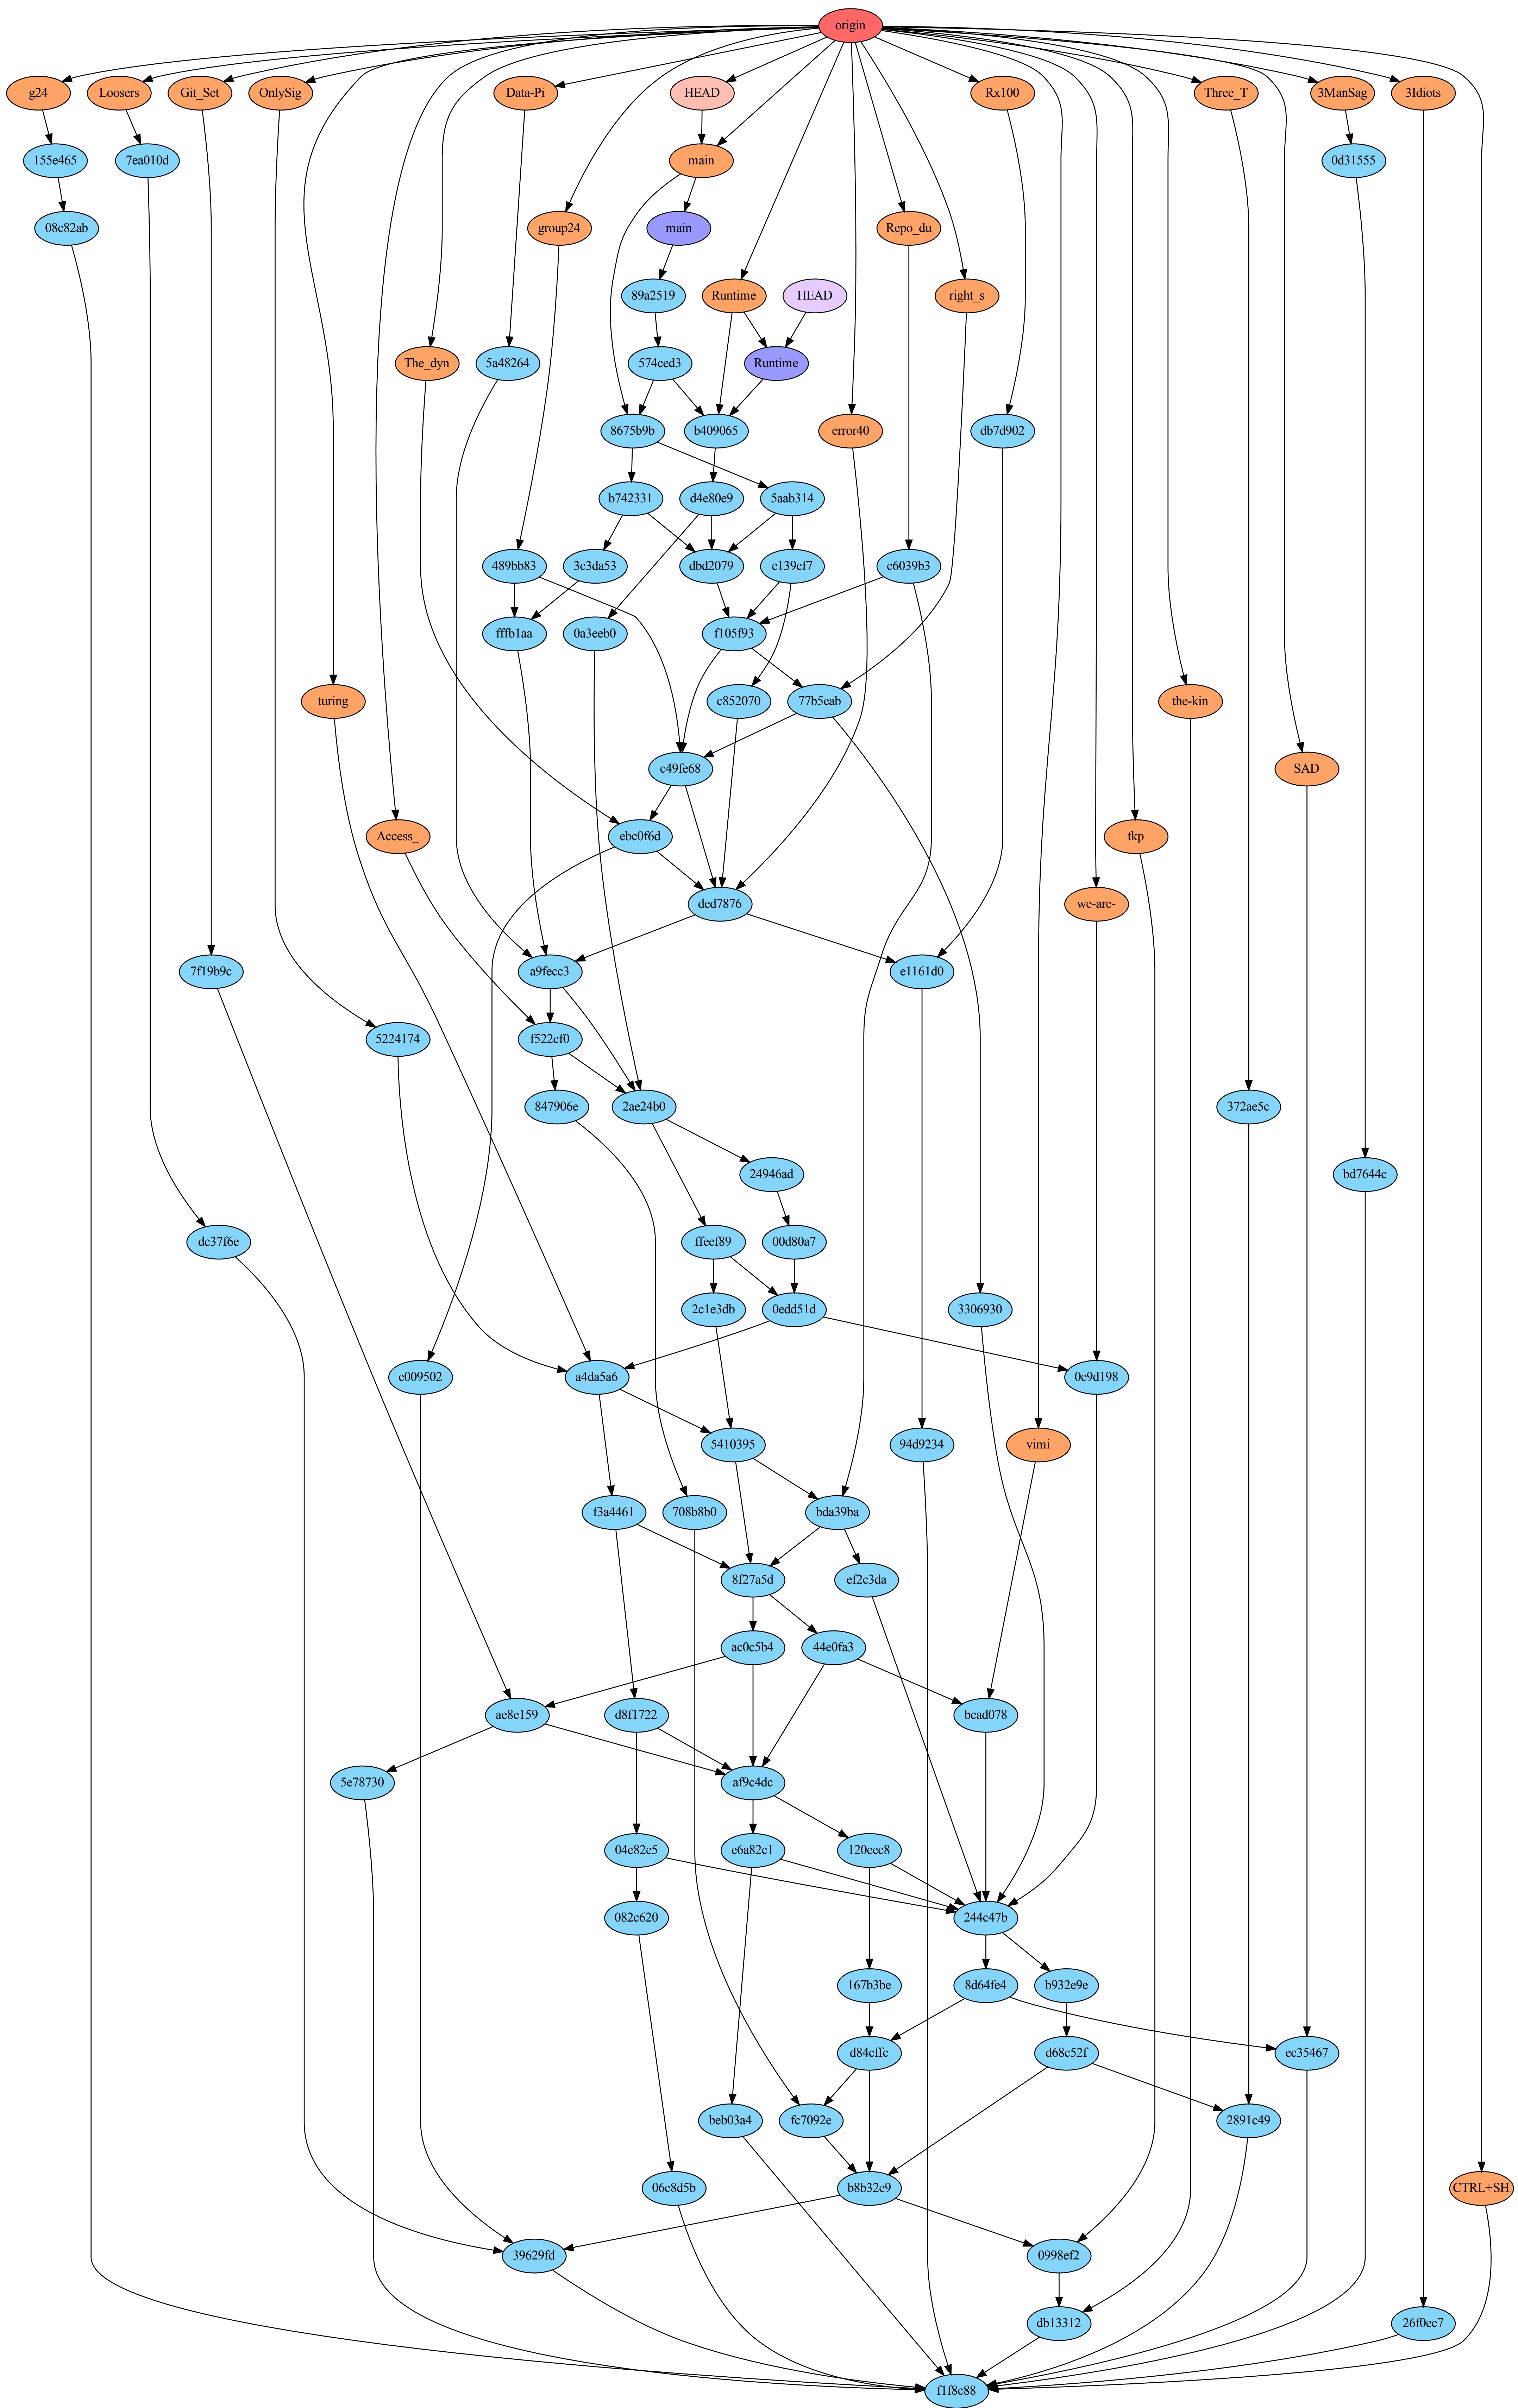 origin
g24
Loosers
Git_Set
OnlySig
Data-Pi
HEAD
Rx100
Three_T
3ManSag
3Idiots
155e465
7ea010d
main
0d31555
08c82ab
group24
main
Repo_du
89a2519
Runtime
HEAD
right_s
The_dyn
5a48264
574ced3
Runtime
8675b9b
b409065
error40
db7d902
b742331
d4e80e9
5aab314
489bb83
3c3da53
dbd2079
e139cf7
e6039b3
fffb1aa
0a3eeb0
f105f93
turing
c852070
77b5eab
the-kin
c49fe68
SAD
Access_
ebc0f6d
tkp
ded7876
we-are-
7f19b9c
a9fecc3
e1161d0
5224174
f522cf0
847906e
2ae24b0
372ae5c
24946ad
bd7644c
dc37f6e
ffeef89
00d80a7
2c1e3db
0edd51d
3306930
e009502
a4da5a6
0e9d198
5410395
94d9234
vimi
f3a4461
708b8b0
bda39ba
8f27a5d
ef2c3da
ac0c5b4
44e0fa3
ae8e159
d8f1722
bcad078
5e78730
af9c4dc
04e82e5
e6a82c1
120eec8
082c620
244c47b
167b3be
8d64fe4
b932e9e
d84cffc
d68c52f
ec35467
beb03a4
fc7092e
2891c49
06e8d5b
b8b32e9
CTRL+SH
39629fd
0998ef2
db13312
26f0ec7
f1f8c88